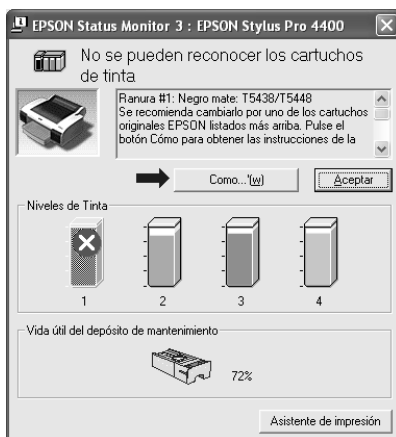 EPSON Status Monitor 3 : EPSON Stylus Pro 4400
No se pueden reconocer los cartuchos
de tinta
Ranura #1: Negro mate: T5438/T5448
Se recomienda cambiarlo por uno de los cartuchos
originales EPSON listados más arriba. Pulse el
botón Cómo para obtener las instrucciones de la
Como...'(w)
Aceptar
Niveles de Tinta
1 2 3 4
Vida útil del depósito de mantenimiento
72%
Asistente de impresión